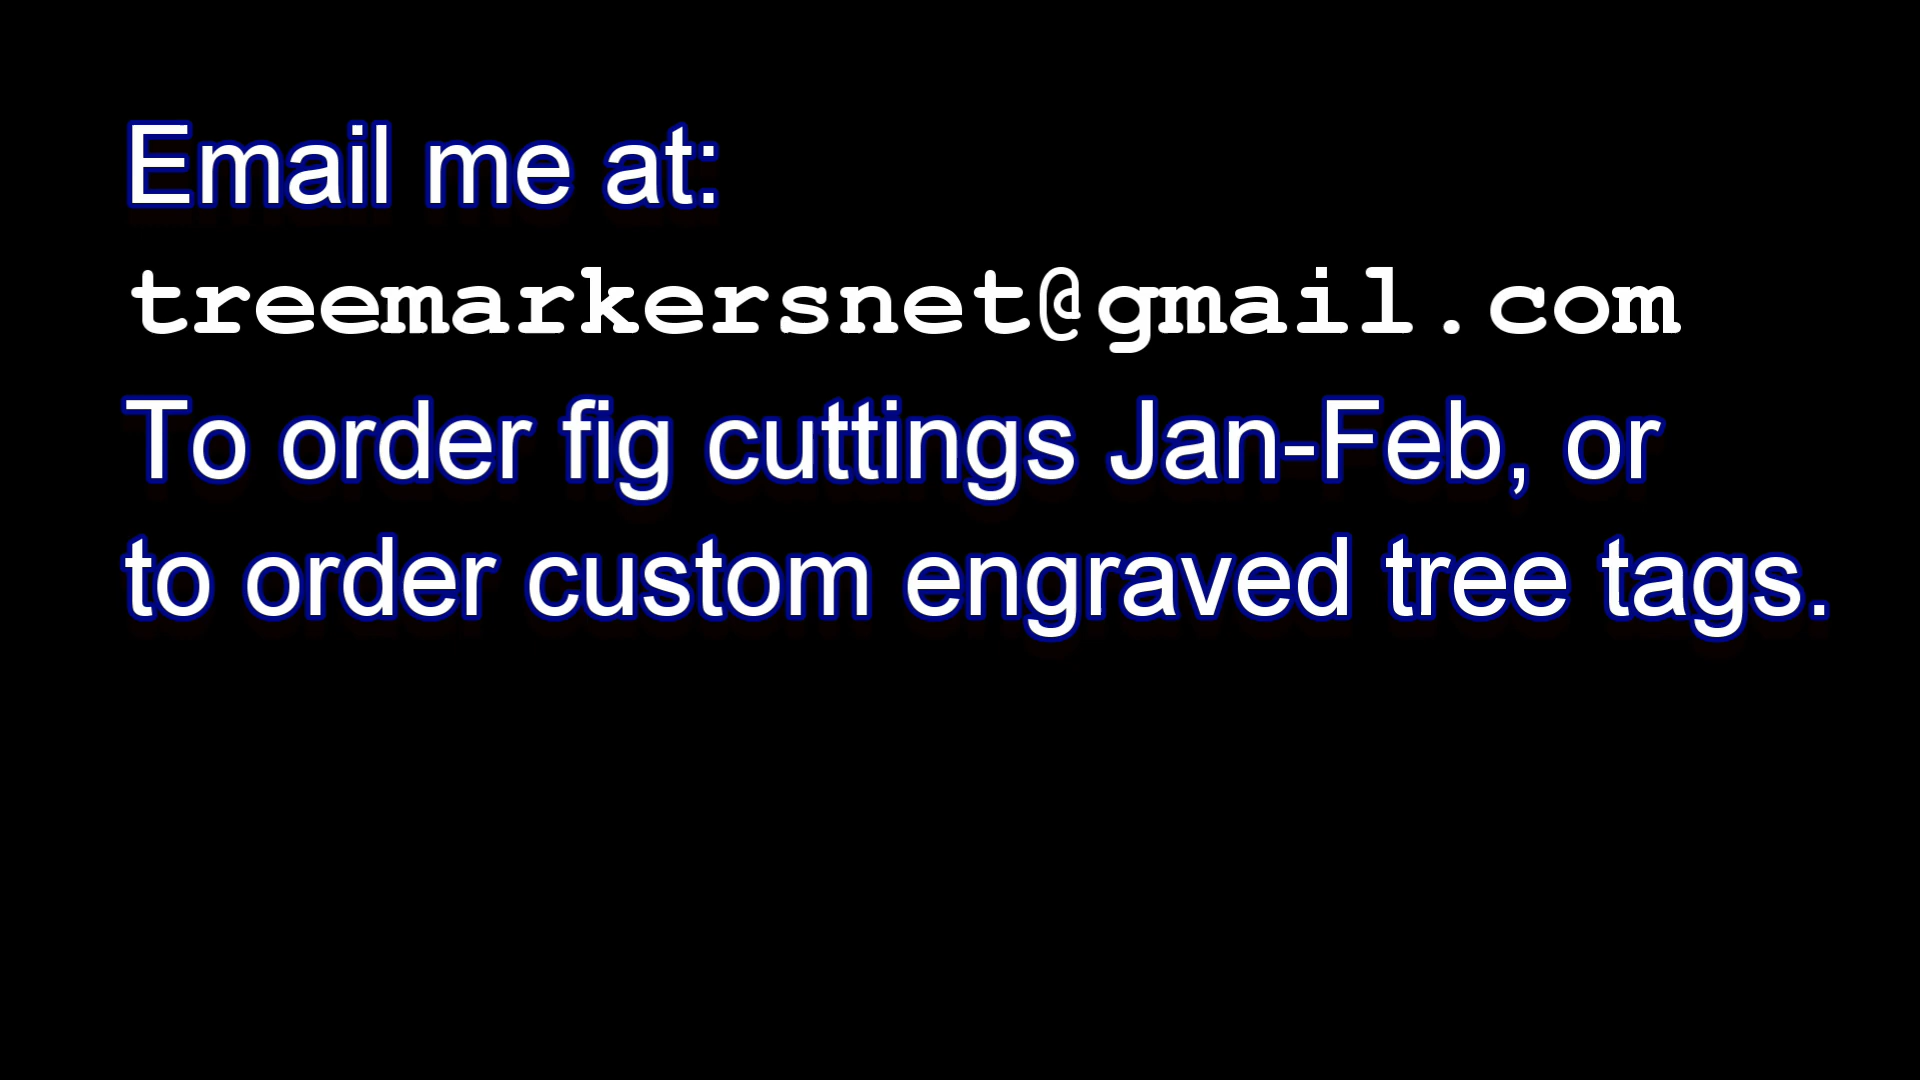 Email me at:
treemarkersnet@gmail.com
To order fig cuttings Jan-Feb, or
to order custom engraved tree tags.